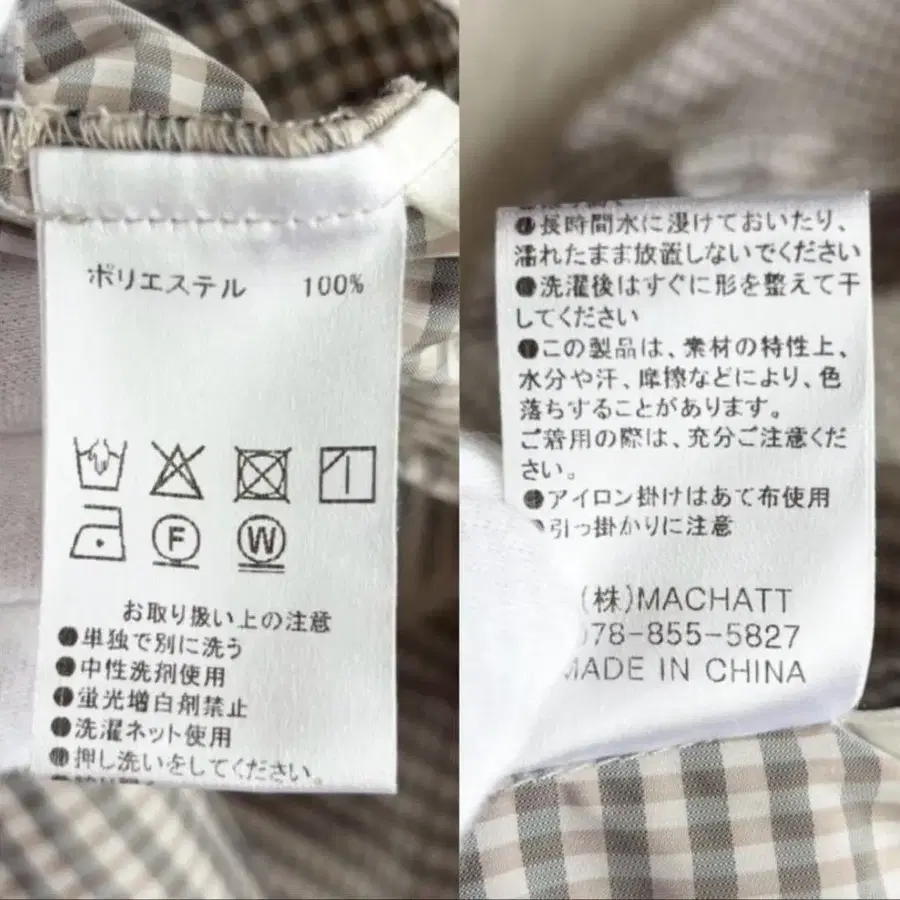 ポリエステル 100%
F W
お取り扱い上の注意
●単独で別に洗う
●中性洗剤使用
●蛍光増白剤禁止
●洗濯ネット使用
●押し洗いをしてください。
●長時間水に浸けておいたり、
濡れたまま放置しないでください
●洗濯後はすぐに形を整えて干
してください
●この製品は、素材の特性上、
水分や汗、摩擦などにより、色
落ちすることがあります。
ご着用の際は、充分ご注意くだ
さい。
●アイロン掛けはあて布使用
●引っ掛かりに注意
(株)MACHATT
078-855-5827
MADE IN CHINA